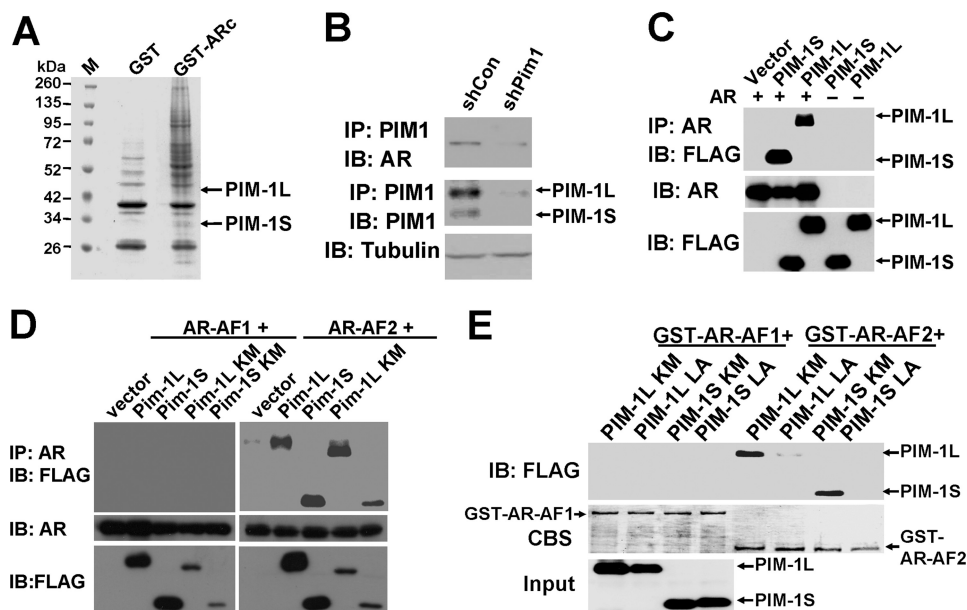 A
kDa M GST GST-ARc
260
135
95
72
52
42
34
26
PIM-1L
PIM-1S
B
shCon shPim1
IP: PIM1
IB: AR
IP: PIM1
IB: PIM1
PIM-1L
PIM-1S
IB: Tubulin
C
Vector PIM-1S PIM-1L PIM-1S PIM-1L
AR + + + – –
IP: AR
IB: FLAG
PIM-1L
PIM-1S
IB: AR
IB: FLAG
PIM-1L
PIM-1S
D
AR-AF1 + AR-AF2 +
vector Pim-1L Pim-1S Pim-1L KM Pim-1S KM vector Pim-1L Pim-1S Pim-1L KM
IP: AR
IB: FLAG
IB: AR
IB:FLAG
E
GST-AR-AF1+ GST-AR-AF2+
PIM-1L KM PIM-1L LA PIM-1S KM PIM-1S LA PIM-1L KM PIM-1L LA PIM-1S KM PIM-1S LA
IB: FLAG
PIM-1L
PIM-1S
GST-AR-AF1
CBS
GST-
AR-AF2
Input
PIM-1L
PIM-1S